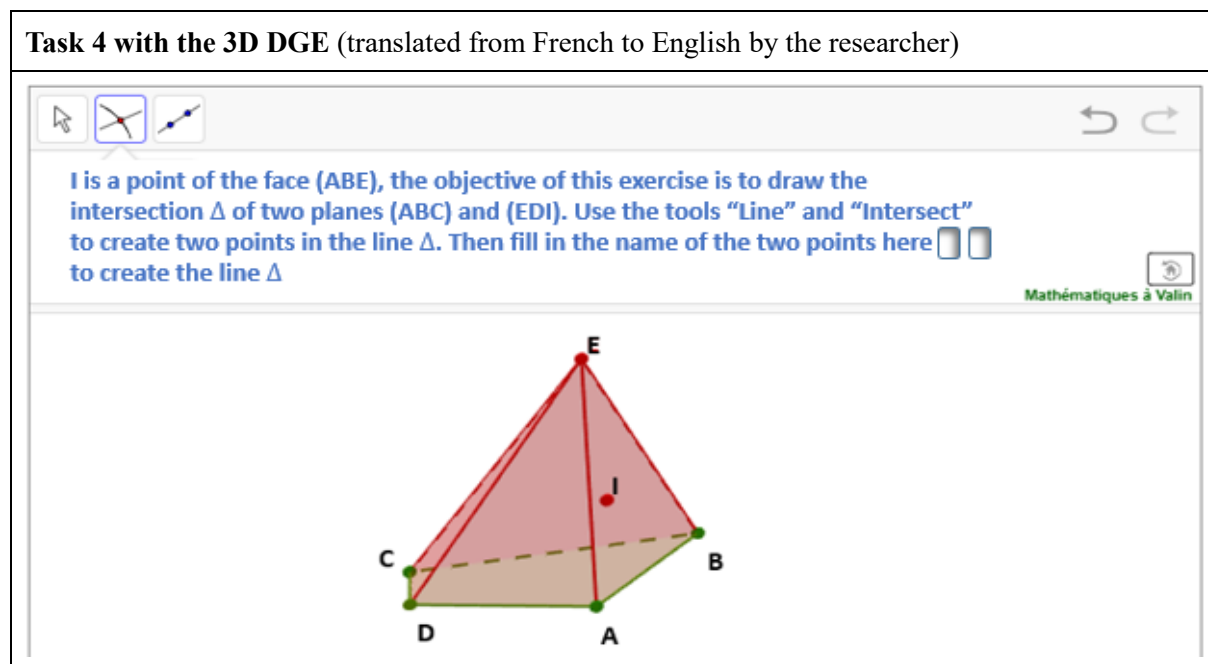 Task 4 with the 3D DGE (translated from French to English by the researcher)
I is a point of the face (ABE), the objective of this exercise is to draw the
intersection Δ of two planes (ABC) and (EDI). Use the tools “Line” and “Intersect”
to create two points in the line Δ. Then fill in the name of the two points here
to create the line Δ
Mathématiques à Valin
E
I
C
B
D
A